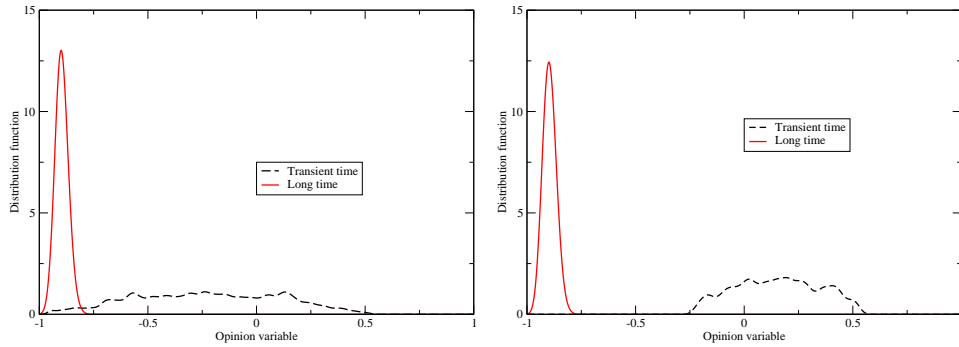 15
10
5
0
-1
-0.5
0
0.5
1
Opinion variable
Distribution function
Transient time
Long time
15
10
5
0
-1
-0.5
0
0.5
Opinion variable
Distribution function
Transient time
Long time